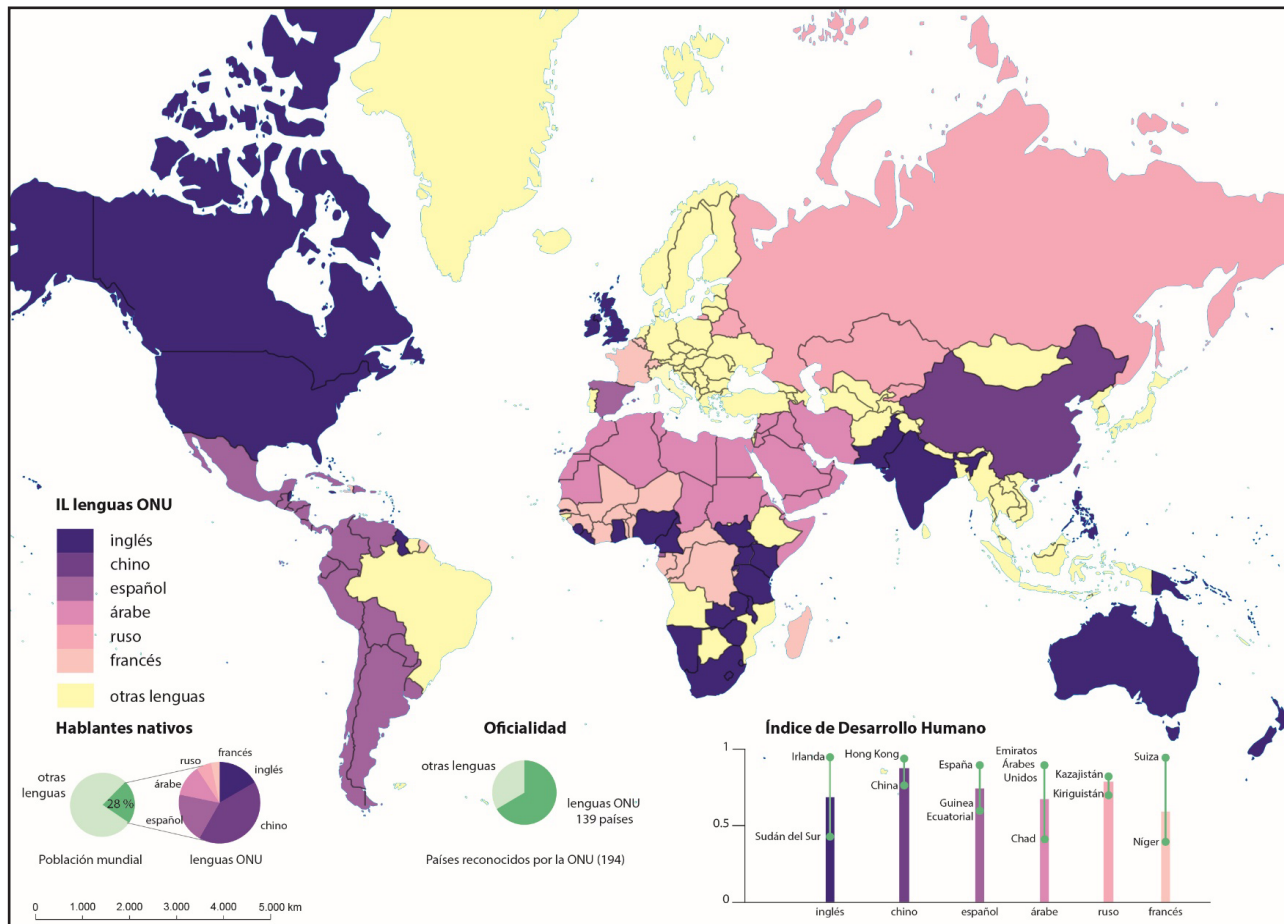 IL lenguas ONU
inglés
chino
español
árabe
ruso
francés
otras lenguas
Hablantes nativos
otras
lenguas
28 %
Población mundial
francés
ruso
inglés
árabe
español
chino
lenguas ONU
Oficialidad
otras lenguas
lenguas ONU
139 países
Países reconocidos por la ONU (194)
Índice de Desarrollo Humano
1
0.5
0
Irlanda
Sudán del Sur
Hong Kong
China
España
Guinea
Ecuatorial
Emiratos
Árabes
Unidos
Chad
Kazajistán
Kiriguistán
Suiza
Níger
inglés
chino
español
árabe
ruso
francés
0 1.000 2.000 3.000 4.000 5.000 km